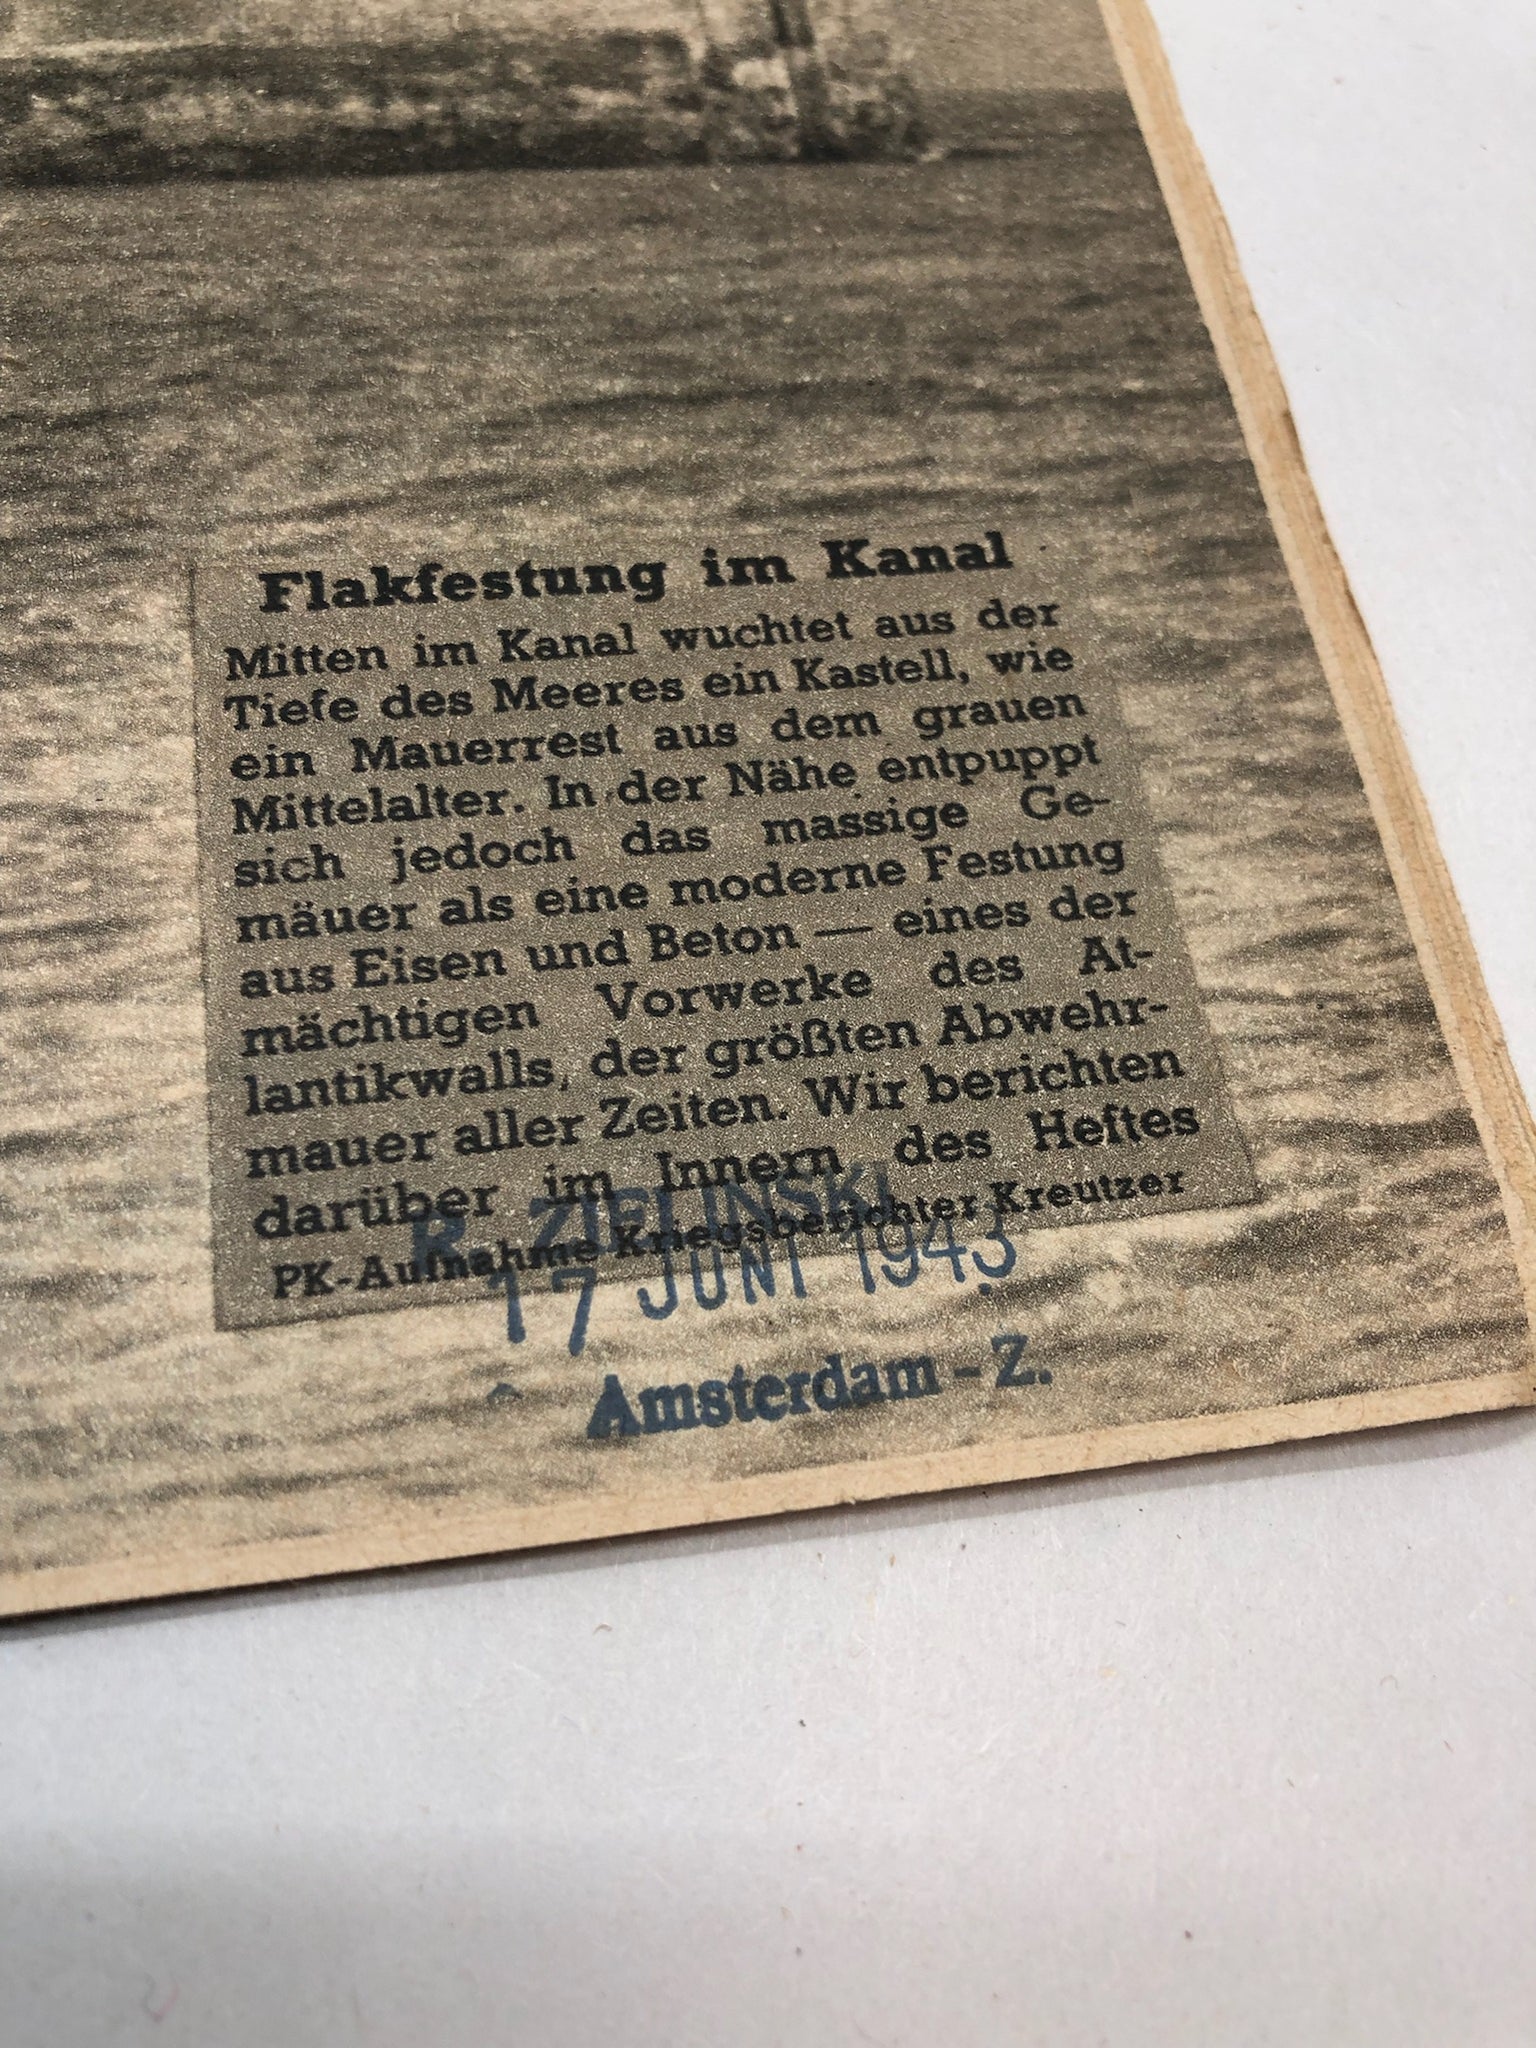 Flakfestung im Kanal
Mitten im Kanal wuchtet aus der
Tiefe des Meeres ein Kastell, wie
ein Mauerrest aus dem grauen
Mittelalter. In der Nähe entpuppt
sich jedoch das massige Ge-
mäuer als eine moderne Festung
aus Eisen und Beton — eines der
mächtigen Vorwerke des At-
lantikwalls, der größten Abwehr-
mauer aller Zeiten. Wir berichten
darüber im Innern des Heftes
PK-Aufnahme Kriegsberichter Kreutzer
R. ZIELINSKI
17 JUNI 1943
Amsterdam - Z.